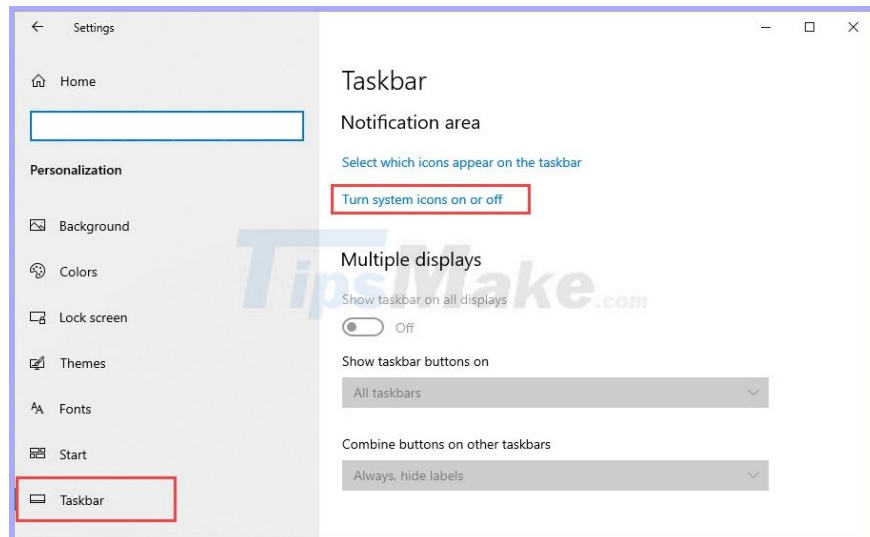 Settings
Home
Personalization
Background
Colors
Lock screen
Themes
Fonts
Start
Taskbar
Taskbar
Notification area
Select which icons appear on the taskbar
Turn system icons on or off
Multiple displays
Show taskbar on all displays
Off
Show taskbar buttons on
All taskbars
Combine buttons on other taskbars
Always, hide labels
TipsMake.com